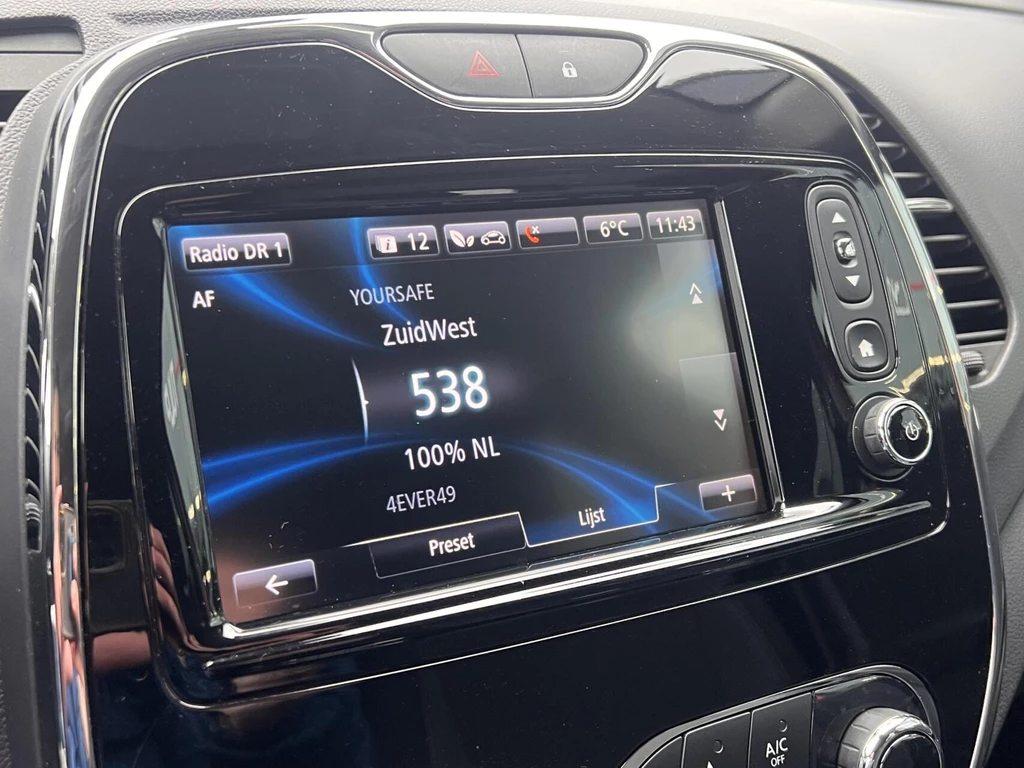 Radio DR 1 i 12 6°C 11:43
AF
YOURSAFE
ZuidWest
538
100% NL
4EVER49
Preset Lijst +
A/C
OFF